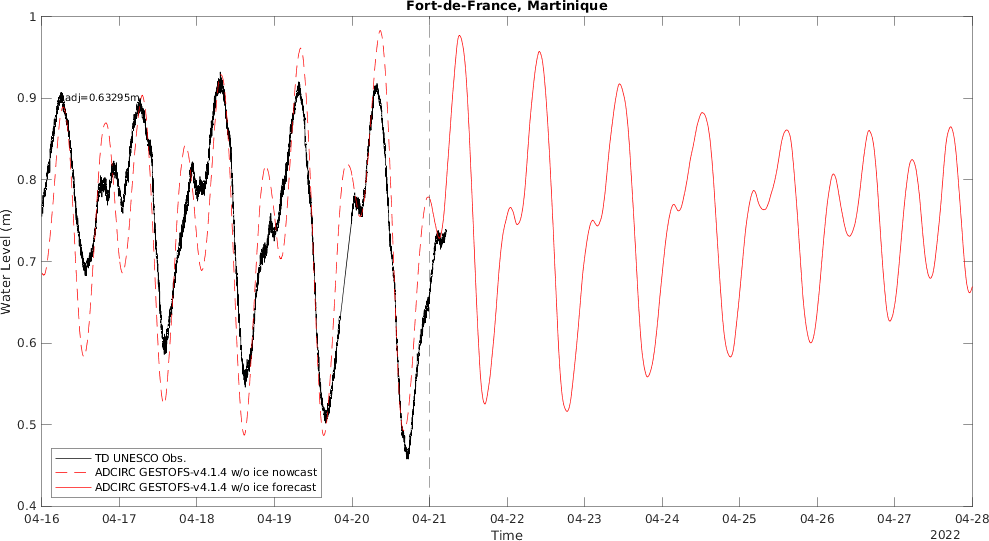 Fort-de-France, Martinique
1
0.9
0.8
0.7
0.6
0.5
0.4
Water Level (m)
adj=0.63295m
TD UNESCO Obs.
ADCIRC GESTOFS-v4.1.4 w/o ice nowcast
ADCIRC GESTOFS-v4.1.4 w/o ice forecast
04-16 04-17 04-18 04-19 04-20 04-21 04-22 04-23 04-24 04-25 04-26 04-27 04-28
Time
2022